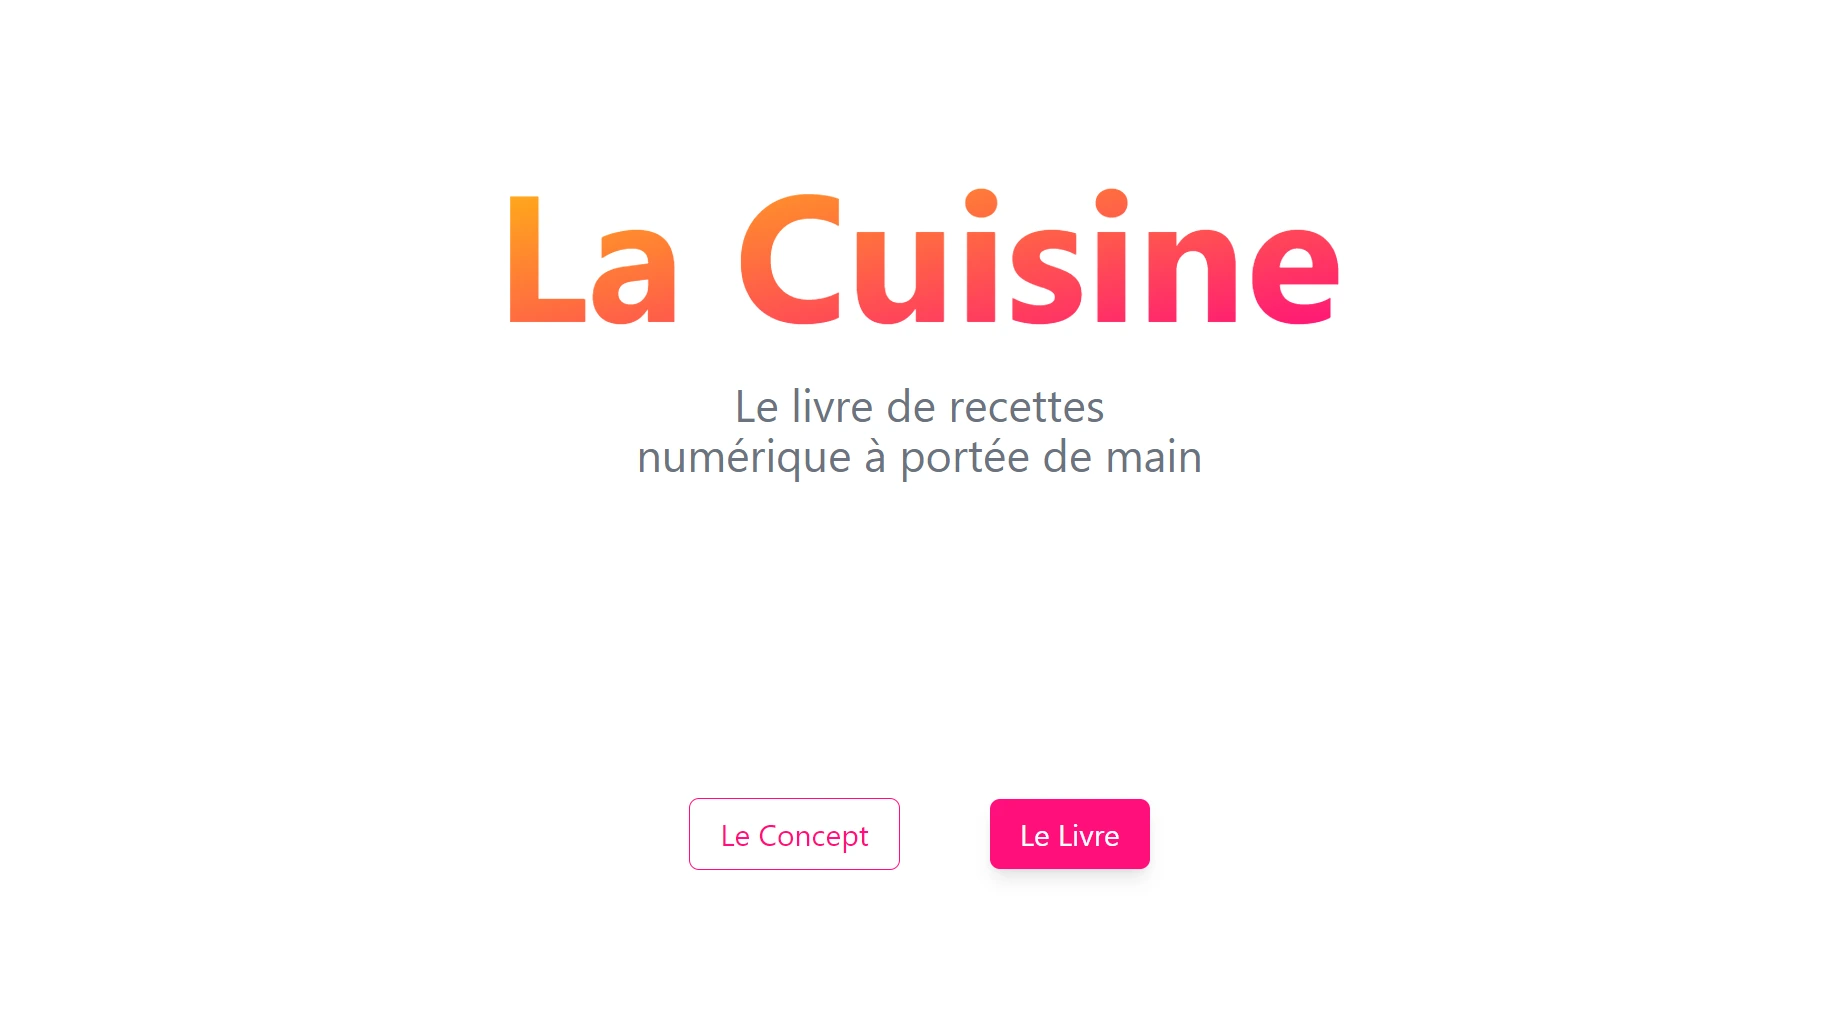 La Cuisine
Le livre de recettes
numérique à portée de main
Le Concept
Le Livre